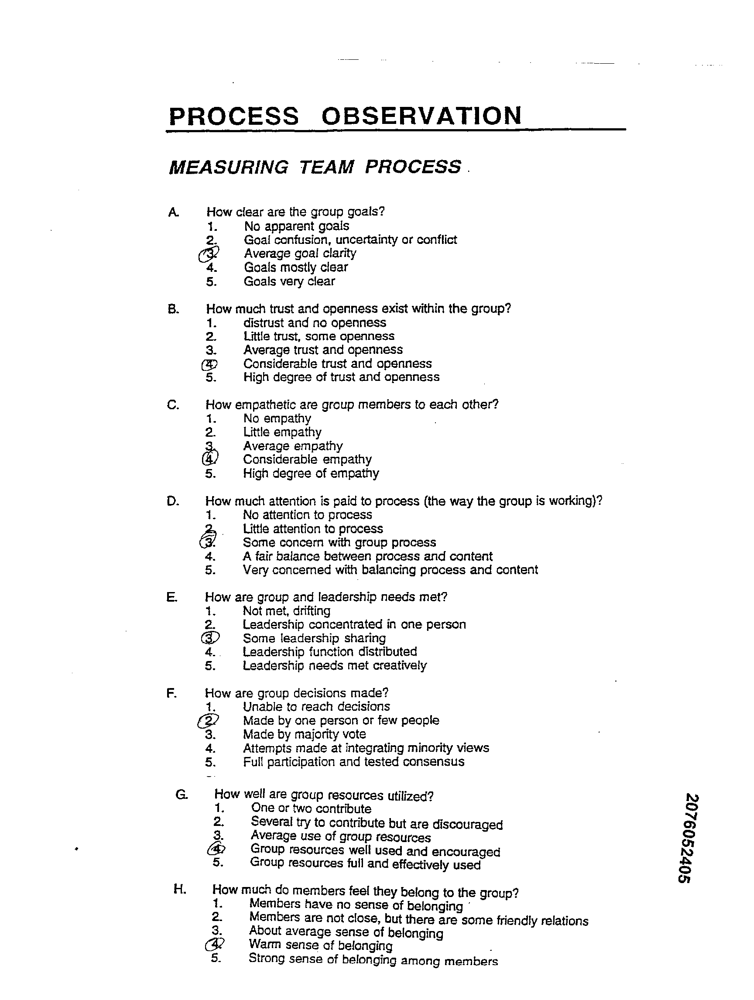 PROCESS OBSERVATION
MEASURING TEAM PROCESS
A. How clear are the group goals?
1. No apparent goals
2. Goal confusion, uncertainty or conflict
3. Average goal clarity
4. Goals mostly clear
5. Goals very clear
B. How much trust and openness exist within the group?
1. distrust and no openness
2. Little trust, some openness
3. Average trust and openness
4. Considerable trust and openness
5. High degree of trust and openness
C. How empathetic are group members to each other?
1. No empathy
2. Little empathy
3. Average empathy
4. Considerable empathy
5. High degree of empathy
D. How much attention is paid to process (the way the group is working)?
1. No attention to process
2. Little attention to process
3. Some concern with group process
4. A fair balance between process and content
5. Very concerned with balancing process and content
E. How are group and leadership needs met?
1. Not met, drifting
2. Leadership concentrated in one person
3. Some leadership sharing
4. Leadership function distributed
5. Leadership needs met creatively
F. How are group decisions made?
1. Unable to reach decisions
2. Made by one person or few people
3. Made by majority vote
4. Attempts made at integrating minority views
5. Full participation and tested consensus
G. How well are group resources utilized?
1. One or two contribute
2. Several try to contribute but are discouraged
3. Average use of group resources
4. Group resources well used and encouraged
5. Group resources full and effectively used
H. How much do members feel they belong to the group?
1. Members have no sense of belonging
2. Members are not close, but there are some friendly relations
3. About average sense of belonging
4. Warm sense of belonging
5. Strong sense of belonging among members
2076052405